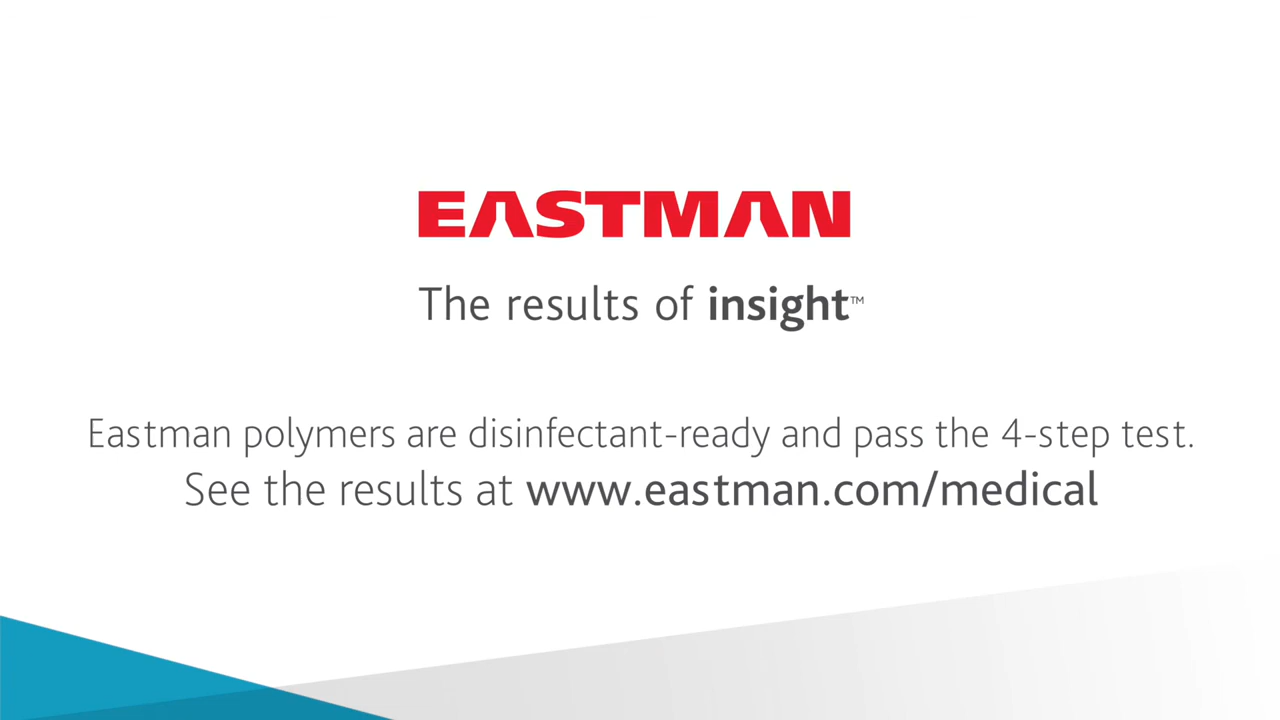 EASTMAN
The results of insight™
Eastman polymers are disinfectant-ready and pass the 4-step test.
See the results at www.eastman.com/medical